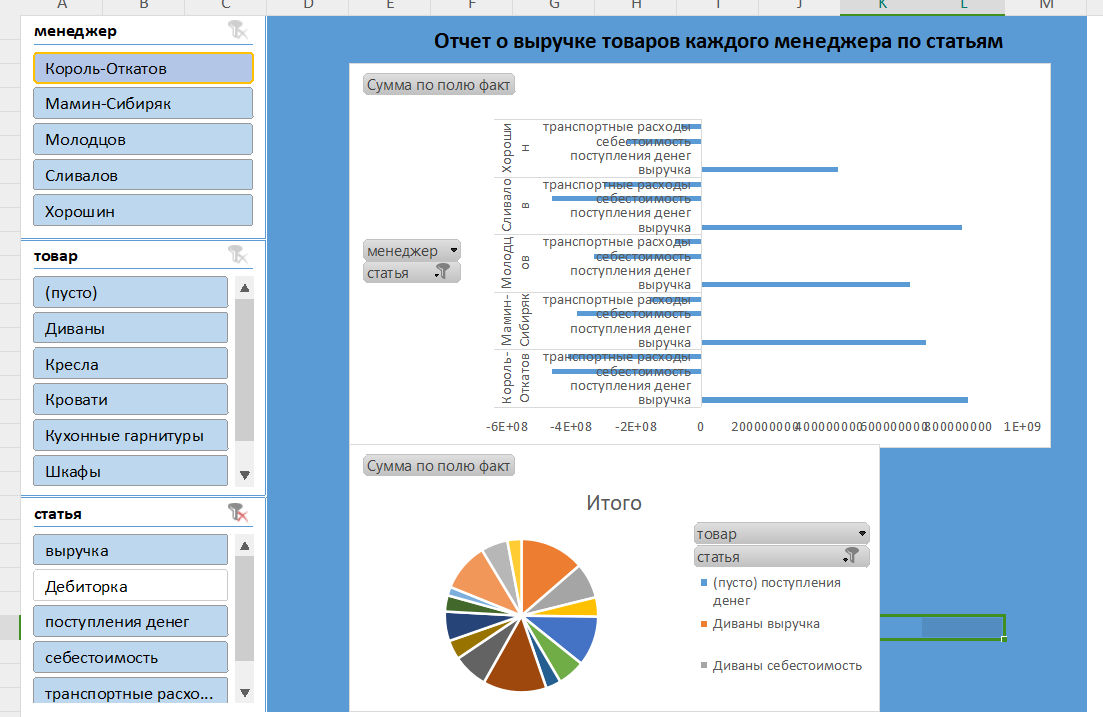 A B C D E F G H I J K L M
менеджер
Король-Откатов
Мамин-Сибиряк
Молодцов
Сливалов
Хорошин
товар
(пусто)
Диваны
Кресла
Кровати
Кухонные гарнитуры
Шкафы
статья
выручка
Дебиторка
поступления денег
себестоимость
транспортные расхо...
Отчет о выручке товаров каждого менеджера по статьям
Сумма по полю факт
менеджер
статья
Хороши
н
транспортные расходы
себестоимость
поступления денег
выручка
Сливало
в
транспортные расходы
себестоимость
поступления денег
выручка
Молодц
ов
транспортные расходы
себестоимость
поступления денег
выручка
Мамин-
Сибиряк
транспортные расходы
себестоимость
поступления денег
выручка
Король-
Откатов
транспортные расходы
себестоимость
поступления денег
выручка
-6E+08 -4E+08 -2E+08 0 200000000 400000000 600000000 800000000 1E+09
Сумма по полю факт
Итого
товар
статья
(пусто) поступления
денег
Диваны выручка
Диваны себестоимость